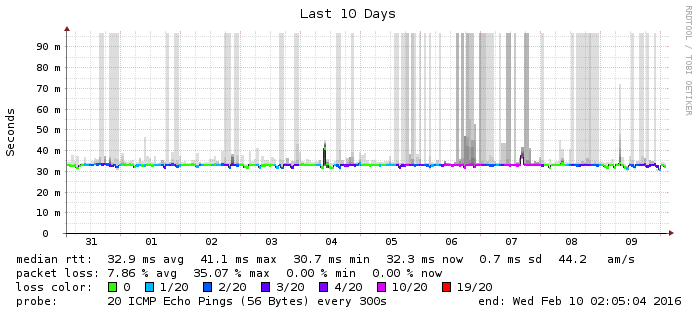 Last 10 Days
RRDTOOL / TOBI OETIKER
Seconds
90 m
80 m
70 m
60 m
50 m
40 m
30 m
20 m
10 m
0
31 01 02 03 04 05 06 07 08 09
median rtt: 32.9 ms avg 41.1 ms max 30.7 ms min 32.3 ms now 0.7 ms sd 44.2 am/s
packet loss: 7.86 % avg 35.07 % max 0.00 % min 0.00 % now
loss color: 0 1/20 2/20 3/20 4/20 10/20 19/20
probe: 20 ICMP Echo Pings (56 Bytes) every 300s end: Wed Feb 10 02:05:04 2016